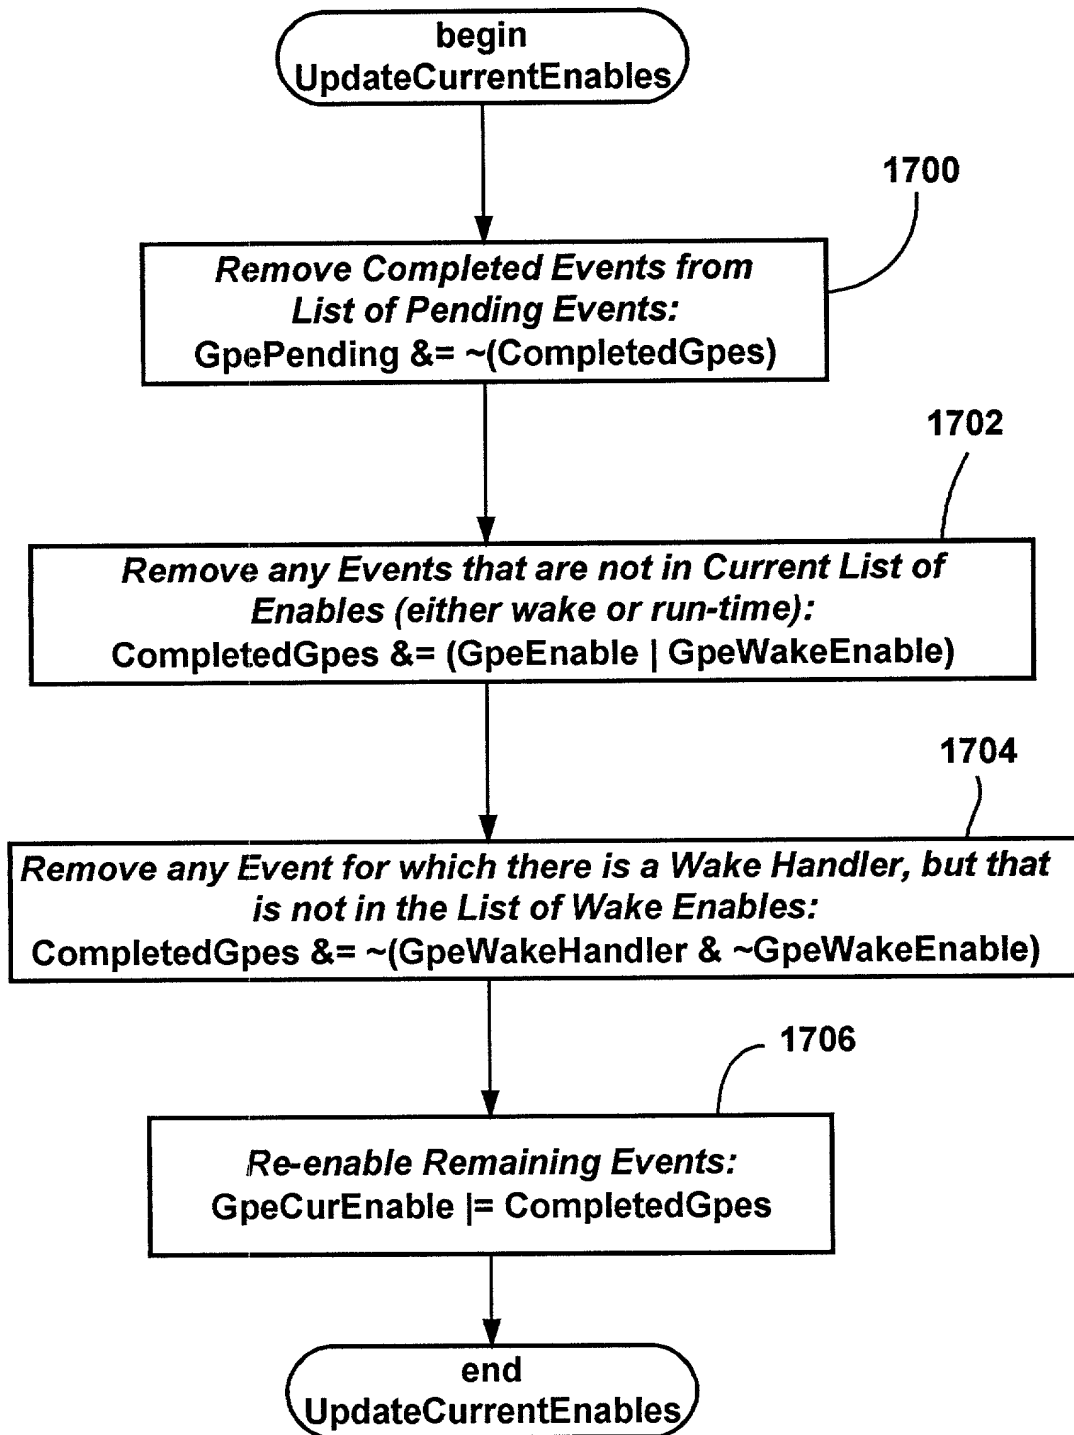 begin
UpdateCurrentEnables
1700
Remove Completed Events from
List of Pending Events:
GpePending &= ~(CompletedGpes)
1702
Remove any Events that are not in Current List of
Enables (either wake or run-time):
CompletedGpes &= (GpeEnable | GpeWakeEnable)
1704
Remove any Event for which there is a Wake Handler, but that
is not in the List of Wake Enables:
CompletedGpes &= ~(GpeWakeHandler & ~GpeWakeEnable)
1706
Re-enable Remaining Events:
GpeCurEnable |= CompletedGpes
end
UpdateCurrentEnables